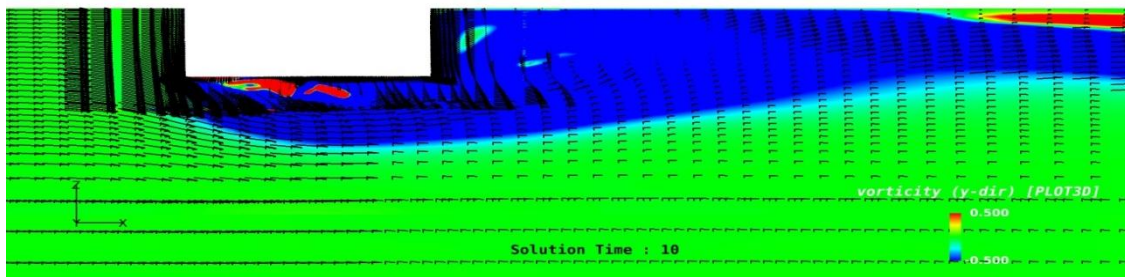 Z
X
vorticity (y-dir) [PLOT3D]
0.500
Solution Time : 10
-0.500